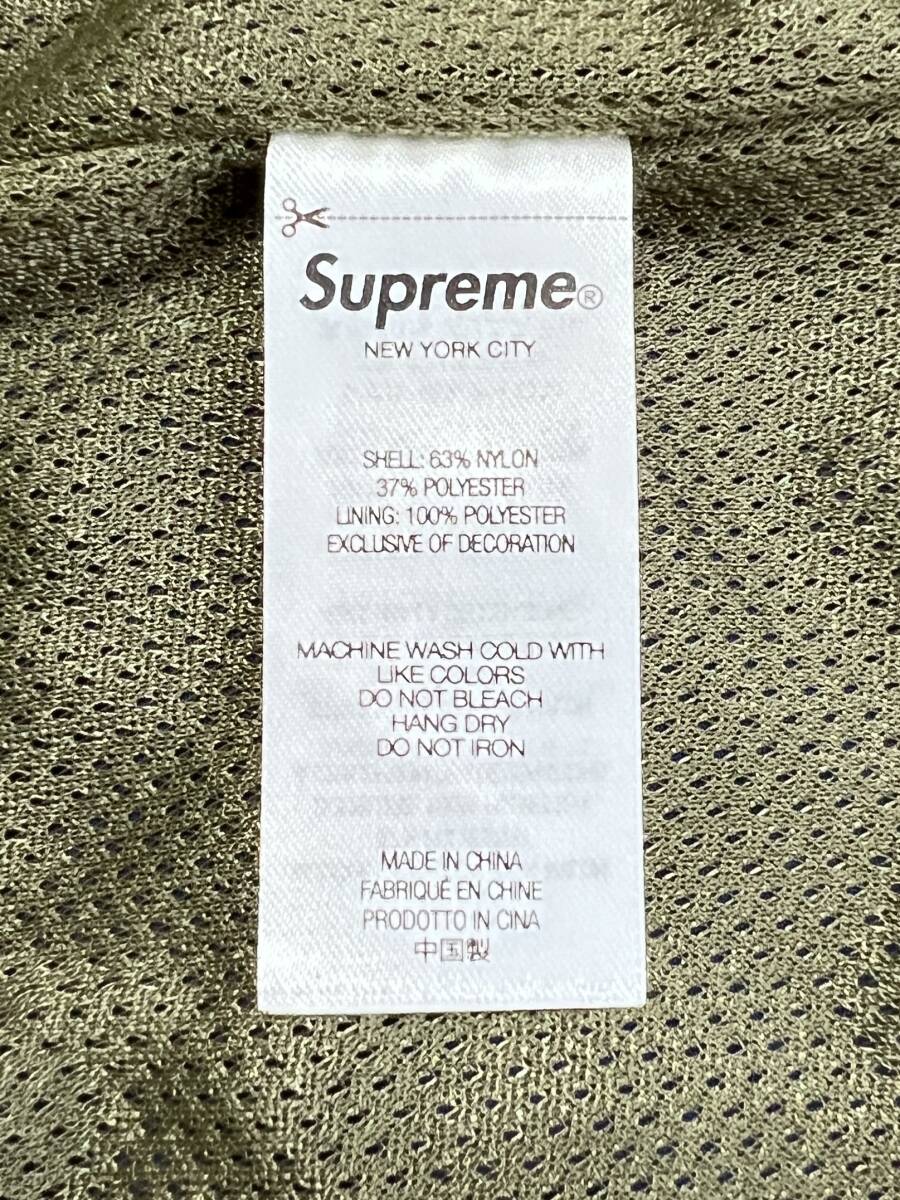 Supreme®
NEW YORK CITY
SHELL: 63% NYLON
37% POLYESTER
LINING: 100% POLYESTER
EXCLUSIVE OF DECORATION
MACHINE WASH COLD WITH
LIKE COLORS
DO NOT BLEACH
HANG DRY
DO NOT IRON
MADE IN CHINA
FABRIQUÉ EN CHINE
PRODOTTO IN CINA
中国製